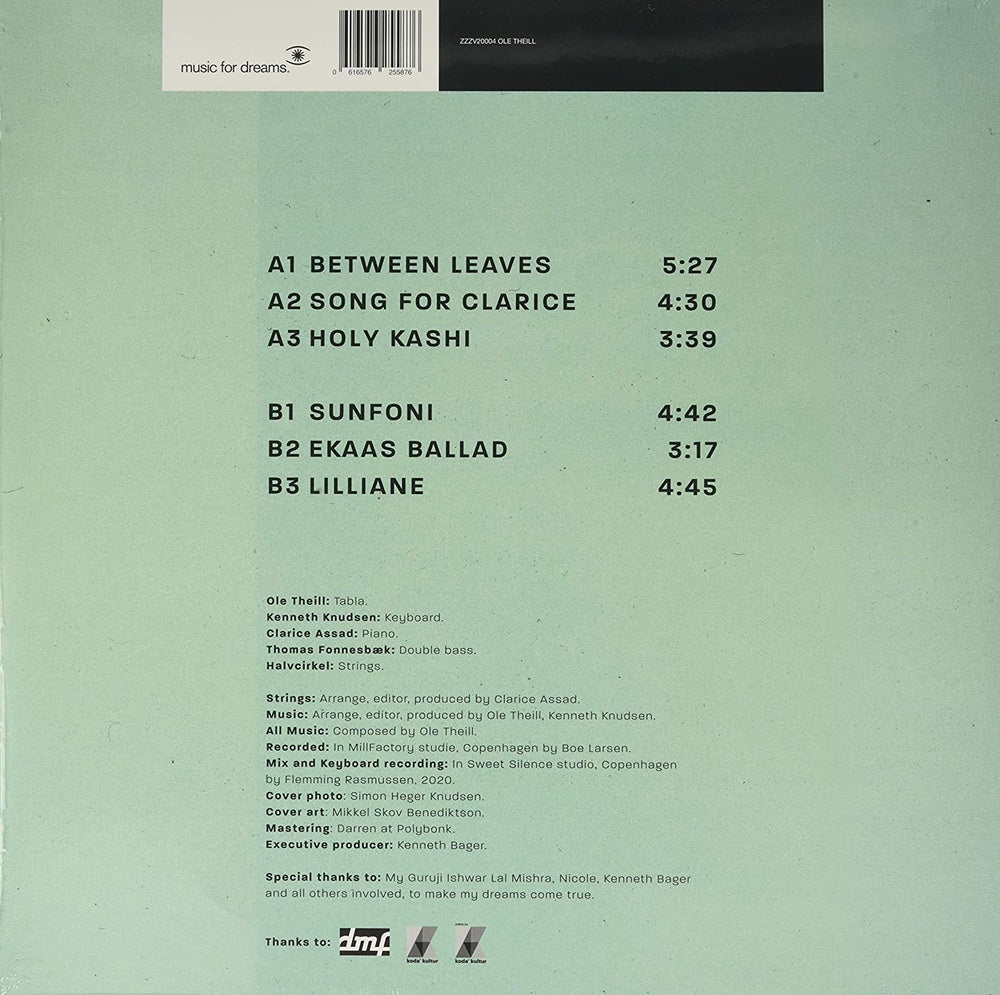 music for dreams.
0 616576 255876
ZZZV20004 OLE THEILL
A1 BETWEEN LEAVES 5:27
A2 SONG FOR CLARICE 4:30
A3 HOLY KASHI 3:39
B1 SUNFONI 4:42
B2 EKAAS BALLAD 3:17
B3 LILLIANE 4:45
Ole Theill: Tabla.
Kenneth Knudsen: Keyboard.
Clarice Assad: Piano.
Thomas Fonnesbæk: Double bass.
Halvcirkel: Strings.
Strings: Arrange, editor, produced by Clarice Assad.
Music: Arrange, editor, produced by Ole Theill, Kenneth Knudsen.
All Music: Composed by Ole Theill.
Recorded: In MillFactory studie, Copenhagen by Boe Larsen.
Mix and Keyboard recording: In Sweet Silence studio, Copenhagen
by Flemming Rasmussen, 2020.
Cover photo: Simon Heger Knudsen.
Cover art: Mikkel Skov Benediktson.
Mastering: Darren at Polybonk.
Executive producer: Kenneth Bager.
Special thanks to: My Guruji Ishwar Lal Mishra, Nicole, Kenneth Bager
and all others involved, to make my dreams come true.
Thanks to: dmf
koda' kultur koda' kultur